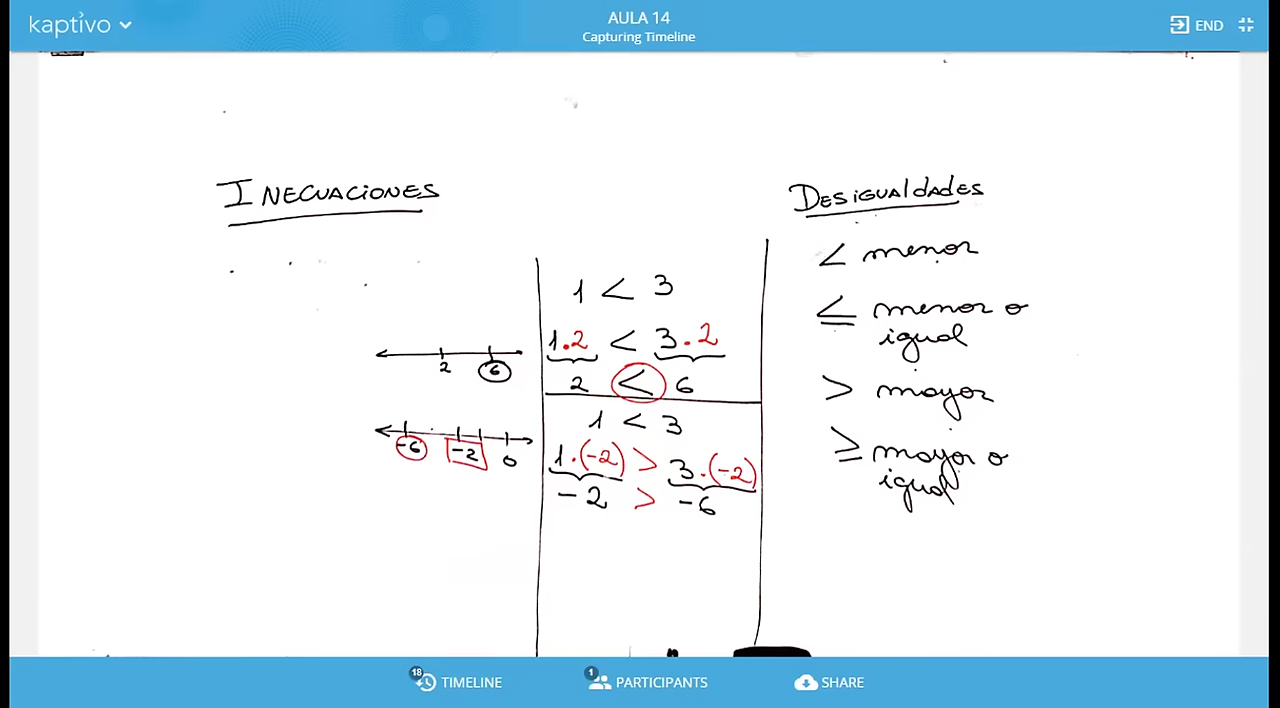 kaptivo
AULA 14
Capturing Timeline
END
INECUACIONES
1 < 3
1.2 < 3.2
2 < 6
2 6
1 < 3
1.(-2) > 3.(-2)
-2 > -6
-6 -2 0
DESIGUALDADES
< menor
≤ menor o
igual
> mayor
≥ mayor o
igual
18
TIMELINE
1
PARTICIPANTS
SHARE